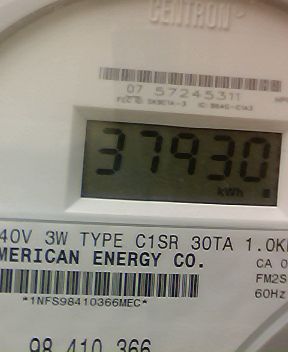 CENTRON
07 57245311
37930
kWh
40V 3W TYPE C1SR 30TA 1.0K
MERICAN ENERGY CO.
CA 0
FM2S
60Hz
*1NFS98410366MEC*
98 410 366